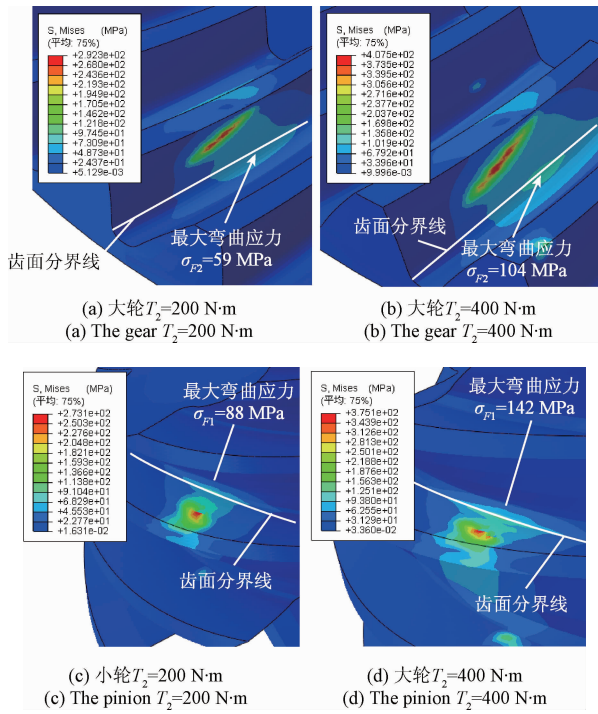 S, Mises (MPa)
(平均: 75%)
+2.923e+02
+2.680e+02
+2.436e+02
+2.193e+02
+1.949e+02
+1.705e+02
+1.462e+02
+1.218e+02
+9.745e+01
+7.309e+01
+4.873e+01
+2.437e+01
+5.129e-03
齿面分界线
最大弯曲应力
σF2=59 MPa
S, Mises (MPa)
(平均: 75%)
+4.075e+02
+3.735e+02
+3.395e+02
+3.056e+02
+2.716e+02
+2.377e+02
+2.037e+02
+1.698e+02
+1.358e+02
+1.019e+02
+6.792e+01
+3.396e+01
+9.996e-03
齿面分界线
最大弯曲应力
σF2=104 MPa
(a) 大轮T2=200 N·m
(a) The gear T2=200 N·m
(b) 大轮T2=400 N·m
(b) The gear T2=400 N·m
S, Mises (MPa)
(平均: 75%)
+2.731e+02
+2.503e+02
+2.276e+02
+2.048e+02
+1.821e+02
+1.593e+02
+1.366e+02
+1.138e+02
+9.104e+01
+6.829e+01
+4.553e+01
+2.277e+01
+1.631e-02
最大弯曲应力
σF1=88 MPa
齿面分界线
S, Mises (MPa)
(平均: 75%)
+3.751e+02
+3.439e+02
+3.126e+02
+2.813e+02
+2.501e+02
+2.188e+02
+1.876e+02
+1.563e+02
+1.251e+02
+9.380e+01
+6.255e+01
+3.129e+01
+3.360e-02
最大弯曲应力
σF1=142 MPa
齿面分界线
(c) 小轮T2=200 N·m
(c) The pinion T2=200 N·m
(d) 大轮T2=400 N·m
(d) The pinion T2=400 N·m